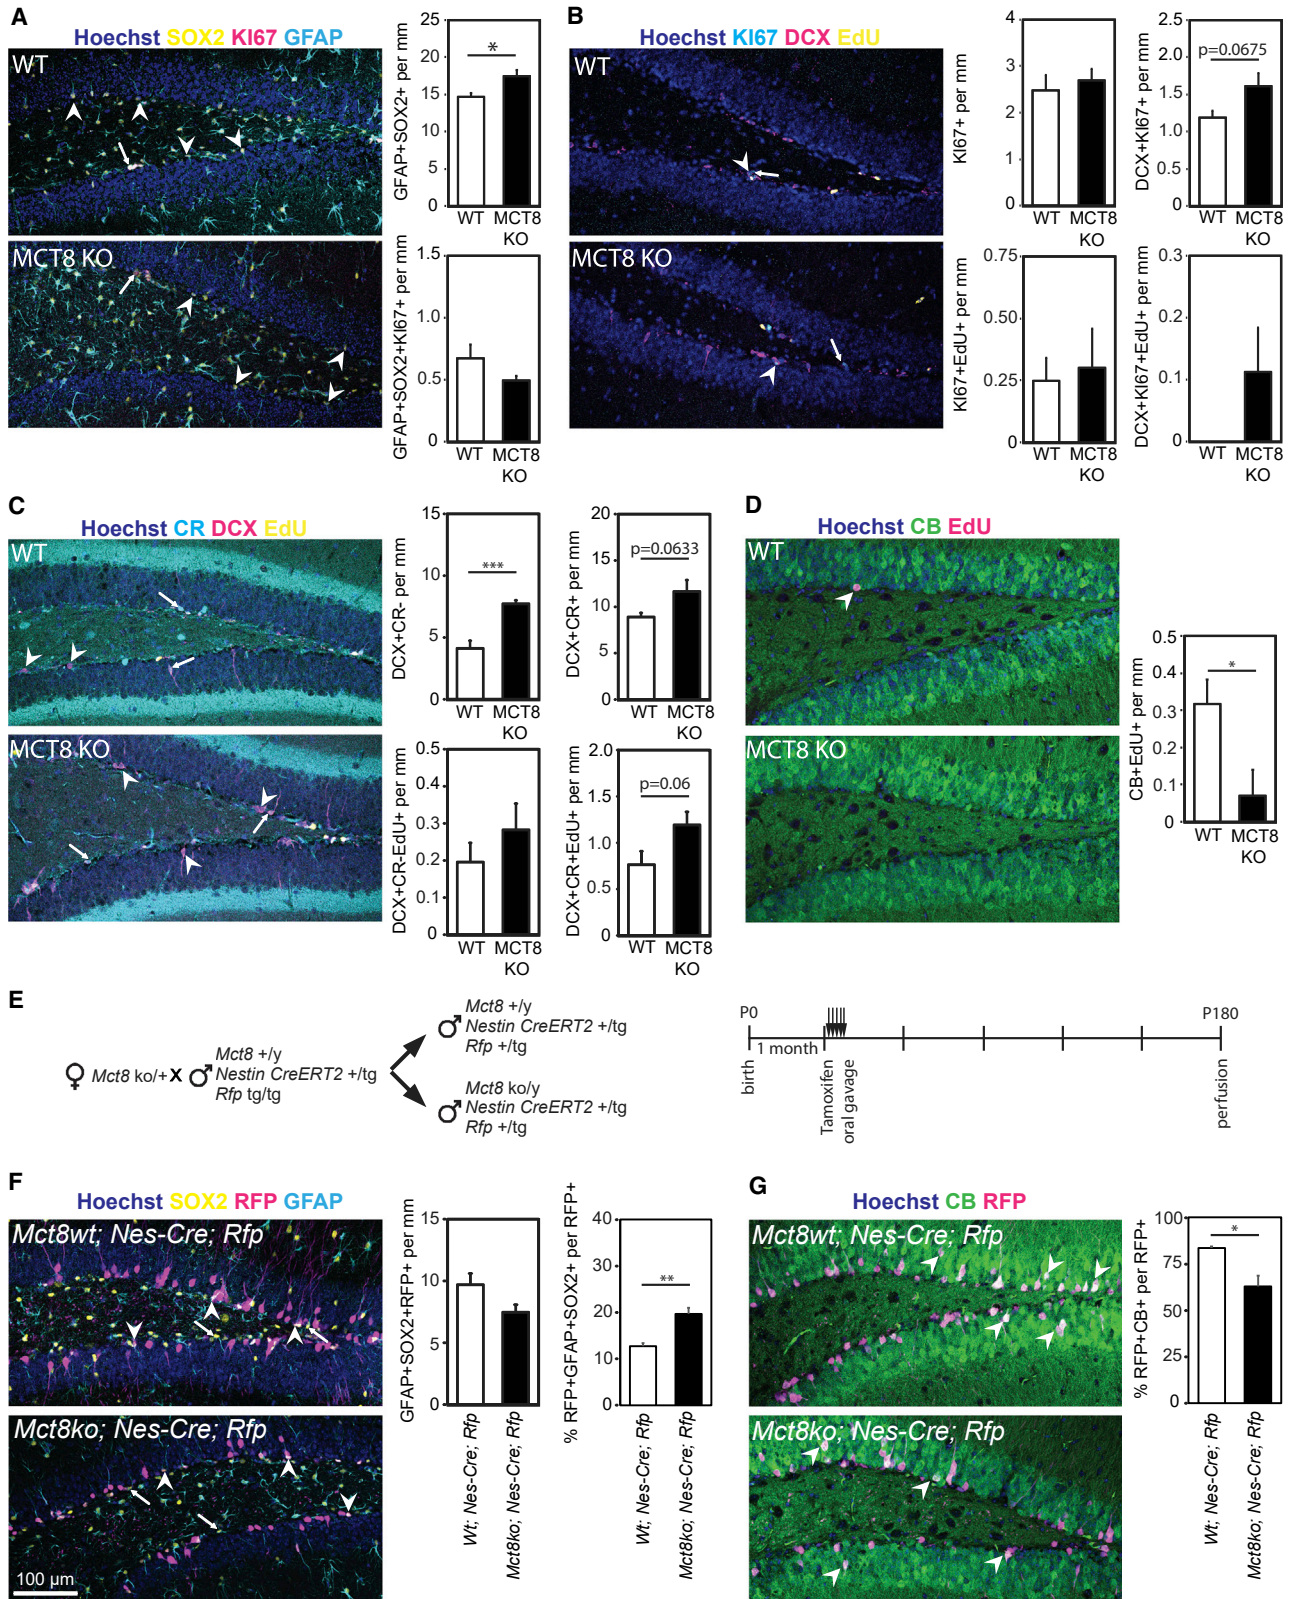 A
Hoechst SOX2 KI67 GFAP
WT
MCT8 KO
GFAP+SOX2+ per mm
25
20
15
10
5
0
*
WT MCT8
KO
GFAP+SOX2+KI67+ per mm
1.5
1.0
0.5
0
WT MCT8
KO
B
Hoechst KI67 DCX EdU
WT
MCT8 KO
KI67+ per mm
4
3
2
1
0
WT MCT8
KO
DCX+KI67+ per mm
2.5
2.0
1.5
1.0
0.5
0
p=0.0675
WT MCT8
KO
KI67+EdU+ per mm
0.75
0.50
0.25
0
WT MCT8
KO
DCX+KI67+EdU+ per mm
0.3
0.2
0.1
0
WT MCT8
KO
C
Hoechst CR DCX EdU
WT
MCT8 KO
DCX+CR- per mm
15
10
5
0
***
WT MCT8
KO
DCX+CR+ per mm
20
15
10
5
0
p=0.0633
WT MCT8
KO
DCX+CR-EdU+ per mm
0.5
0.4
0.3
0.2
0.1
0
WT MCT8
KO
DCX+CR+EdU+ per mm
2.0
1.5
1.0
0.5
0
p=0.06
WT MCT8
KO
D
Hoechst CB EdU
WT
MCT8 KO
CB+EdU+ per mm
0.5
0.4
0.3
0.2
0.1
0
*
WT MCT8
KO
E
♀ Mct8 ko/+ X ♂ Mct8 +/y
Nestin CreERT2 +/tg
Rfp tg/tg
♂ Mct8 +/y
Nestin CreERT2 +/tg
Rfp +/tg
♂ Mct8 ko/y
Nestin CreERT2 +/tg
Rfp +/tg
P0
P180
1 month
birth
Tamoxifen
oral gavage
perfusion
F
Hoechst SOX2 RFP GFAP
Mct8wt; Nes-Cre; Rfp
Mct8ko; Nes-Cre; Rfp
100 µm
GFAP+SOX2+RFP+ per mm
15
10
5
0
Wt; Nes-Cre; Rfp
Mct8ko; Nes-Cre; Rfp
% RFP+GFAP+SOX2+ per RFP+
40
30
20
10
0
**
Wt; Nes-Cre; Rfp
Mct8ko; Nes-Cre; Rfp
G
Hoechst CB RFP
Mct8wt; Nes-Cre; Rfp
Mct8ko; Nes-Cre; Rfp
% RFP+CB+ per RFP+
100
75
50
25
0
*
Wt; Nes-Cre; Rfp
Mct8ko; Nes-Cre; Rfp